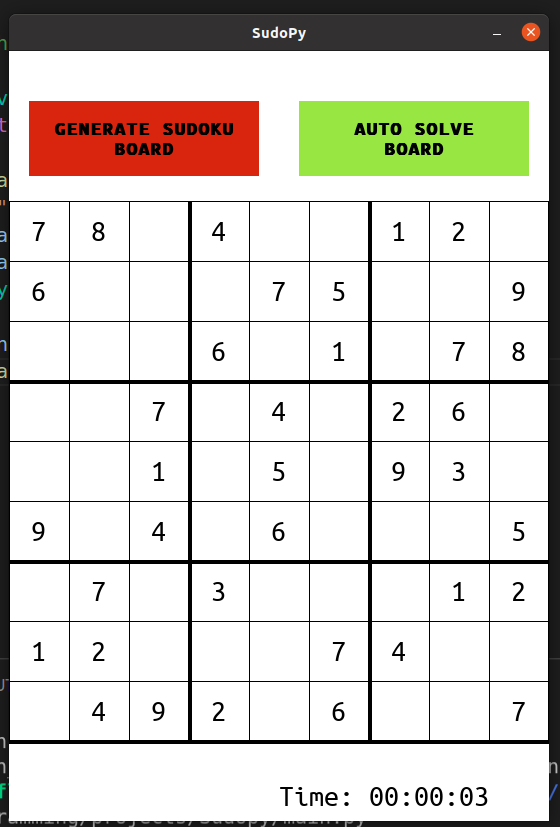 SudoPy
GENERATE SUDOKU
BOARD
AUTO SOLVE
BOARD
7 8 4 1 2
6 7 5 9
6 1 7 8
7 4 2 6
1 5 9 3
9 4 6 5
7 3 1 2
1 2 7 4
4 9 2 6 7
Time: 00:00:03